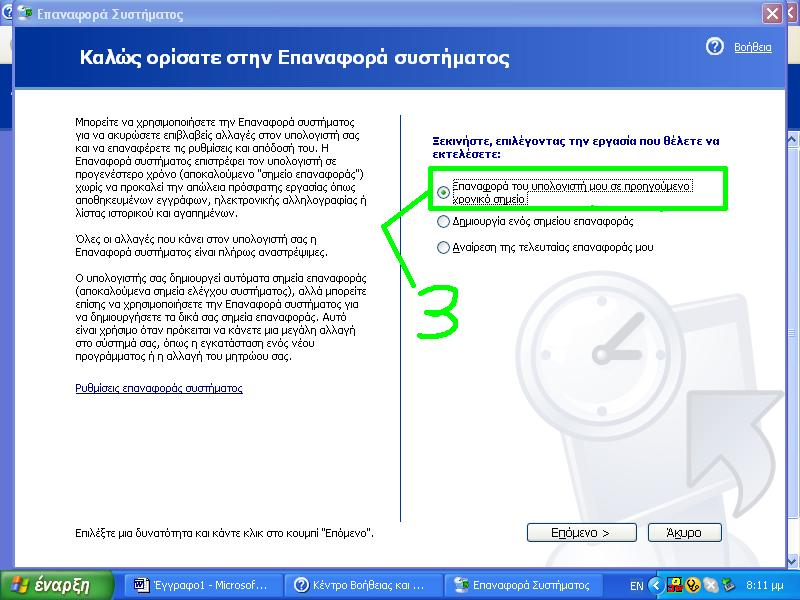 Επαναφορά Συστήματος
Καλώς ορίσατε στην Επαναφορά συστήματος
Βοήθεια
Μπορείτε να χρησιμοποιήσετε την Επαναφορά συστήματος
για να ακυρώσετε επιβλαβείς αλλαγές στον υπολογιστή σας
και να επαναφέρετε τις ρυθμίσεις και απόδοσή του. Η
Επαναφορά συστήματος επιστρέφει τον υπολογιστή σε
προγενέστερο χρόνο (αποκαλούμενο "σημείο επαναφοράς")
χωρίς να προκαλεί την απώλεια πρόσφατης εργασίας όπως
αποθηκευμένων εγγράφων, ηλεκτρονικής αλληλογραφίας ή
λίστας ιστορικού και αγαπημένων.
Όλες οι αλλαγές που κάνει στον υπολογιστή σας η
Επαναφορά συστήματος είναι πλήρως αναστρέψιμες.
Ο υπολογιστής σας δημιουργεί αυτόματα σημεία επαναφοράς
(αποκαλούμενα σημεία ελέγχου συστήματος), αλλά μπορείτε
επίσης να χρησιμοποιήσετε την Επαναφορά συστήματος για
να δημιουργήσετε τα δικά σας σημεία επαναφοράς. Αυτό
είναι χρήσιμο όταν πρόκειται να κάνετε μια μεγάλη αλλαγή
στο σύστημά σας, όπως η εγκατάσταση ενός νέου
προγράμματος ή η αλλαγή του μητρώου σας.
Ρυθμίσεις επαναφοράς συστήματος
Ξεκινήστε, επιλέγοντας την εργασία που θέλετε να
εκτελέσετε:
Επαναφορά του υπολογιστή μου σε προηγούμενο
χρονικό σημείο
Δημιουργία ενός σημείου επαναφοράς
Αναίρεση της τελευταίας επαναφοράς μου
3
Επιλέξτε μια δυνατότητα και κάντε κλικ στο κουμπί "Επόμενο".
Επόμενο >
Άκυρο
έναρξη
Έγγραφο1 - Microsof...
Κέντρο Βοήθειας και ...
Επαναφορά Συστήματος
EN
8:11 μμ